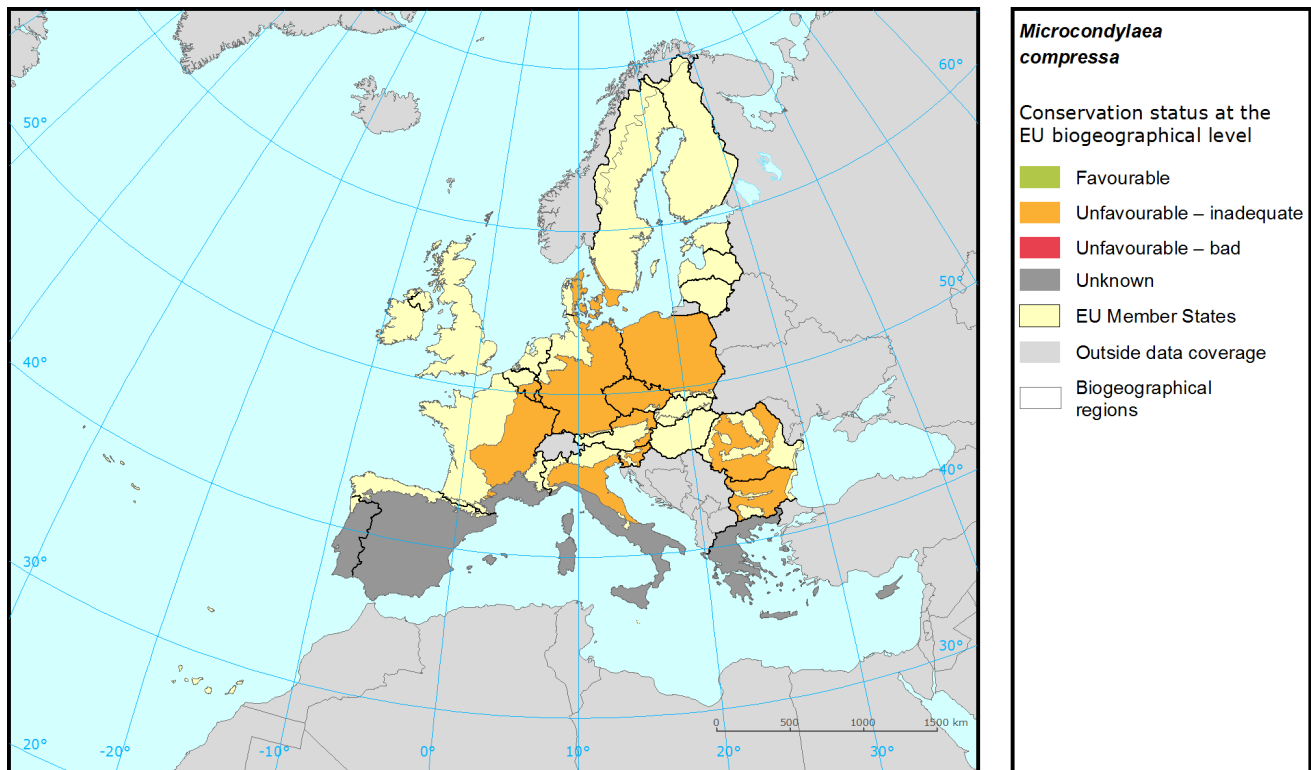 Microcondylaea
compressa
Conservation status at the
EU biogeographical level
Favourable
Unfavourable – inadequate
Unfavourable – bad
Unknown
EU Member States
Outside data coverage
Biogeographical
regions
60°
50°
50°
40°
40°
30°
30°
0 500 1000 1500 km
20° -20° -10° 0° 10° 20° 30°